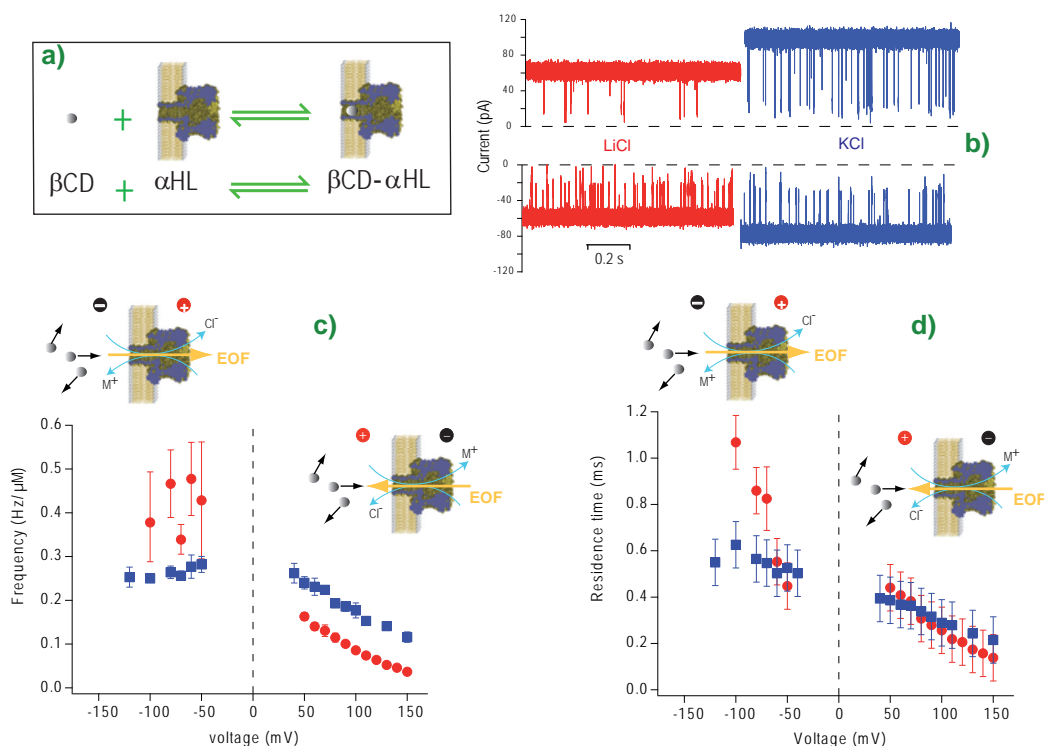 a)
βCD + αHL βCD-αHL
b)
Current (pA)
120
100
80
60
40
20
0
LiCl
KCl
0
-40
-80
-120
0.2 s
c)
−
+
Cl-
EOF
M+
Frequency (Hz/ µM)
0.6
0.5
0.4
0.3
0.2
0.1
0.0
+
−
M+
Cl-
EOF
-150 -100 -50 0 50 100 150
voltage (mV)
d)
−
+
Cl-
EOF
M+
Residence time (ms)
1.2
1.0
0.8
0.6
0.4
0.2
0.0
+
−
M+
Cl-
EOF
-150 -100 -50 0 50 100 150
Voltage (mV)